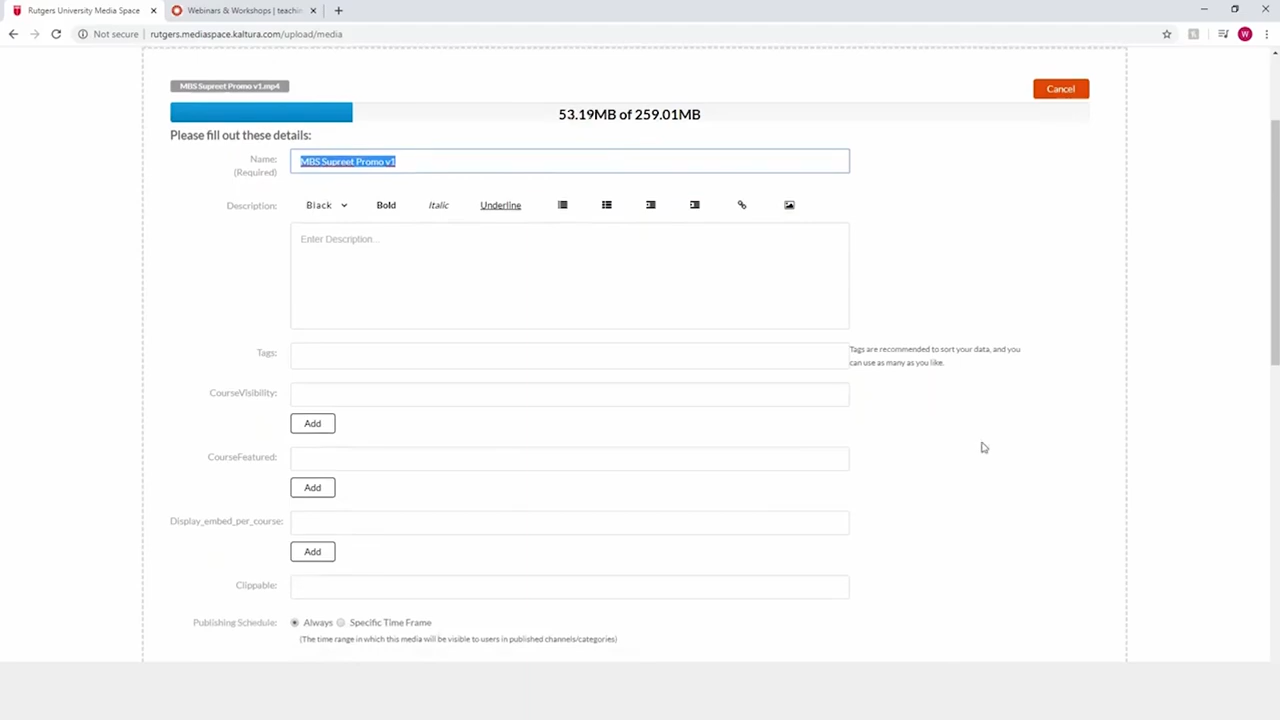 Rutgers University Media Space
Webinars & Workshops | teachin
Not secure
rutgers.mediaspace.kaltura.com/upload/media
W
MBS Supreet Promo v1.mp4
Cancel
53.19MB of 259.01MB
Please fill out these details:
Name:
(Required)
MBS Supreet Promo v1
Description:
Black
Bold
Italic
Underline
Enter Description...
Tags:
Tags are recommended to sort your data, and you
can use as many as you like.
CourseVisibility:
Add
CourseFeatured:
Add
Display_embed_per_course:
Add
Clippable:
Publishing Schedule:
Always
Specific Time Frame
(The time range in which this media will be visible to users in published channels/categories)